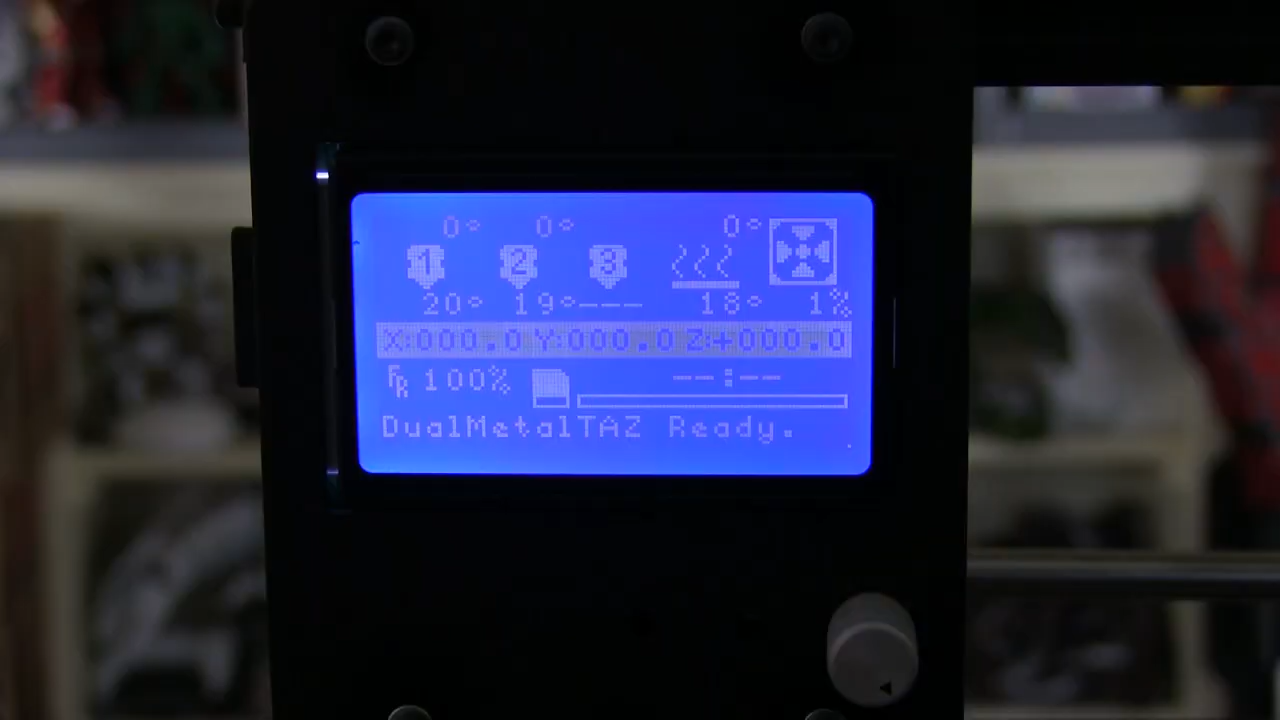 0° 0° 0°
1 2 3
20° 19°--- 18° 1%
X:000.0 Y:000.0 Z:+000.0
FR 100% --:--
DualMetalTAZ Ready.